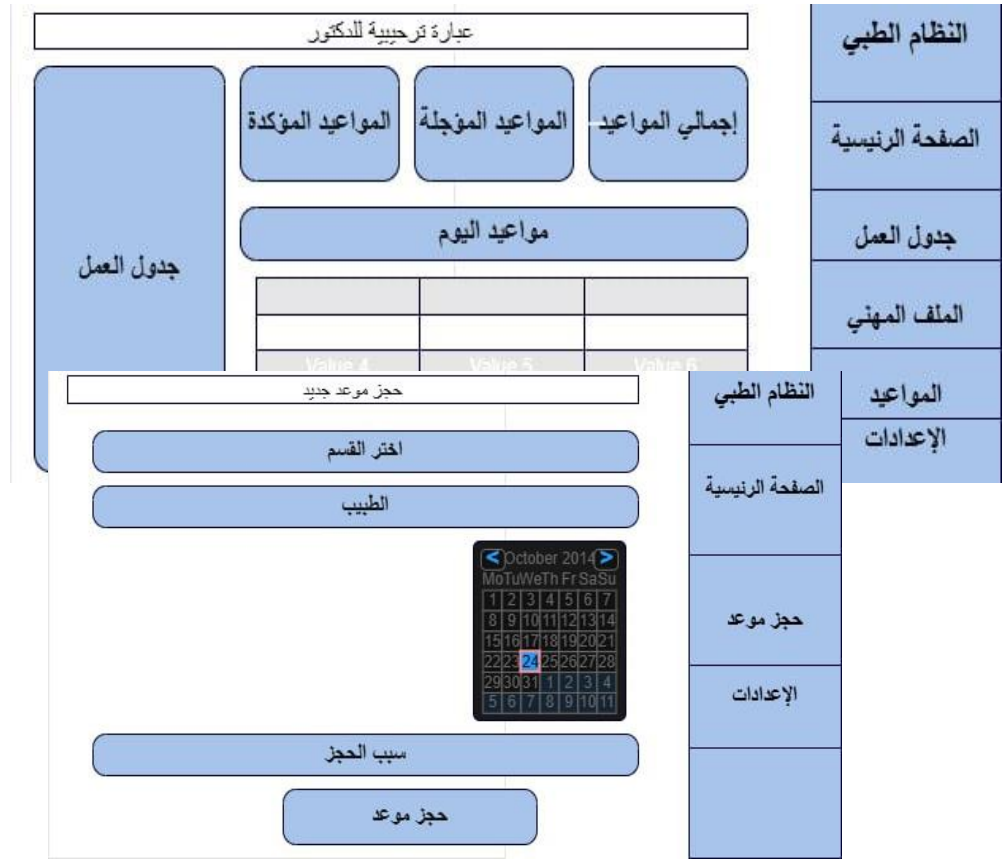 عبارة ترحيبية للدكتور
النظام الطبي
الصفحة الرئيسية
جدول العمل
الملف المهني
المواعيد
الإعدادات
إجمالي المواعيد
المواعيد المؤجلة
المواعيد المؤكدة
مواعيد اليوم
جدول العمل
Value 4 Value 5 Value 6
حجز موعد جديد
النظام الطبي
الصفحة الرئيسية
حجز موعد
الإعدادات
اختر القسم
الطبيب
< October 2014 >
Mo Tu We Th Fr Sa Su
1 2 3 4 5 6 7
8 9 10 11 12 13 14
15 16 17 18 19 20 21
22 23 24 25 26 27 28
29 30 31 1 2 3 4
5 6 7 8 9 10 11
سبب الحجز
حجز موعد